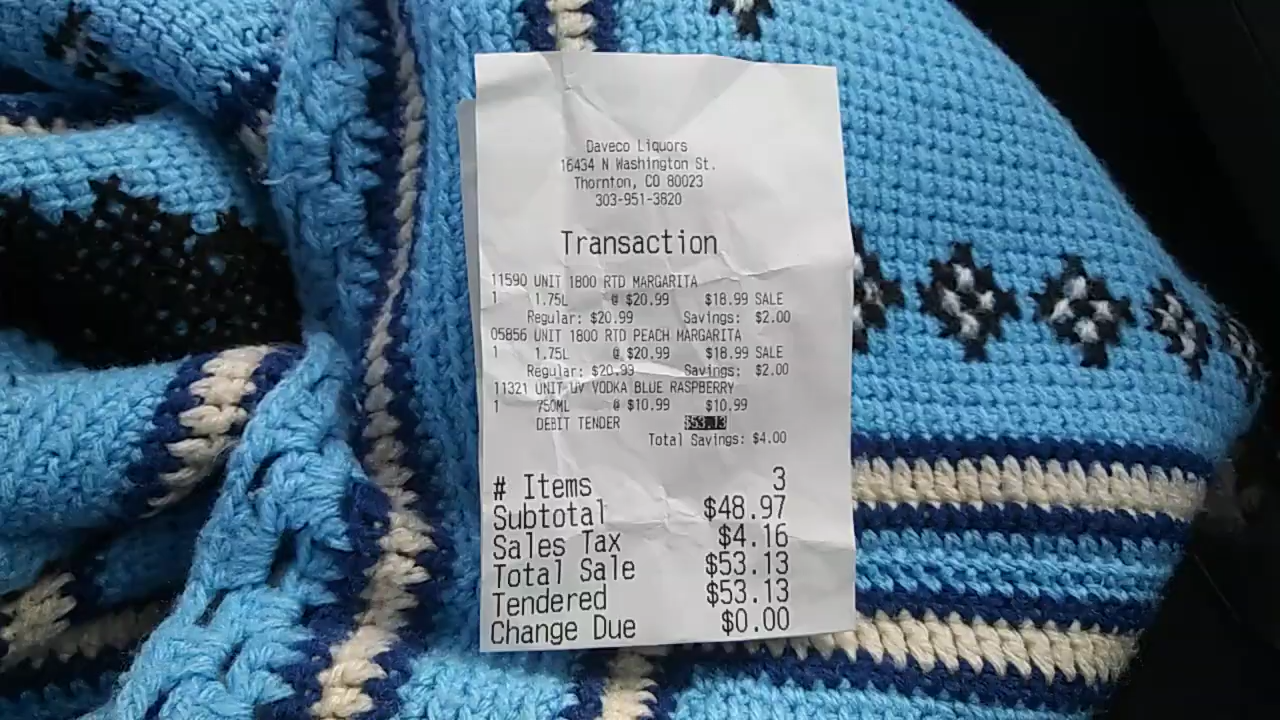 Daveco Liquors
16434 N Washington St.
Thornton, CO 80023
303-951-3820
Transaction
11590 UNIT 1800 RTD MARGARITA
1 1.75L @ $20.99 $18.99 SALE
Regular: $20.99 Savings: $2.00
05856 UNIT 1800 RTD PEACH MARGARITA
1 1.75L @ $20.99 $18.99 SALE
Regular: $20.99 Savings: $2.00
11321 UNIT UV VODKA BLUE RASPBERRY
1 750ML @ $10.99 $10.99
DEBIT TENDER $53.13
Total Savings: $4.00
# Items 3
Subtotal $48.97
Sales Tax $4.16
Total Sale $53.13
Tendered $53.13
Change Due $0.00